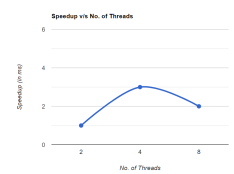 Speedup v/s No. of Threads
6
4
2
0
Speedup (in ms)
2 4 8
No. of Threads